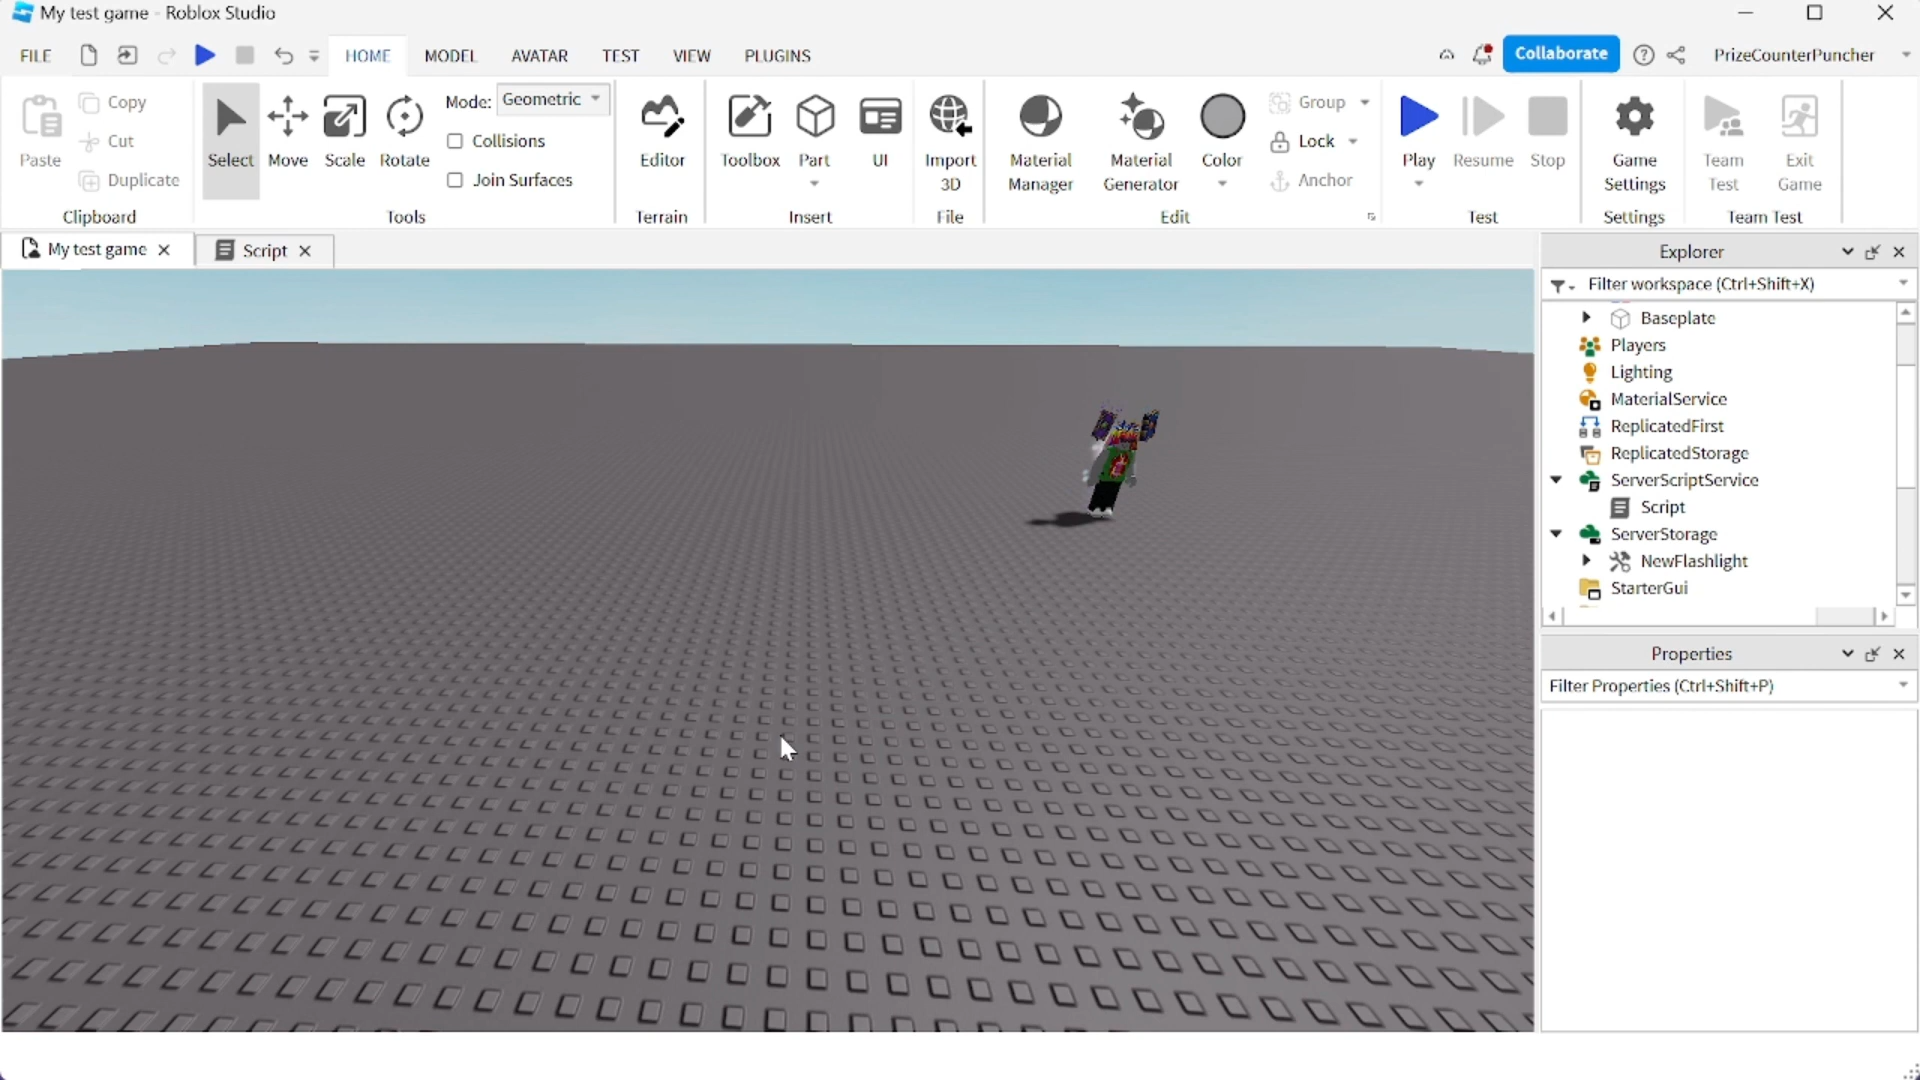 My test game - Roblox Studio
FILE
HOME
MODEL
AVATAR
TEST
VIEW
PLUGINS
Collaborate
PrizeCounterPuncher
Paste
Copy
Cut
Duplicate
Clipboard
Select
Move
Scale
Rotate
Mode: Geometric
Collisions
Join Surfaces
Tools
Editor
Terrain
Toolbox
Part
UI
Insert
Import
3D
File
Material
Manager
Material
Generator
Color
Group
Lock
Anchor
Edit
Play
Resume
Stop
Test
Game
Settings
Settings
Team
Test
Exit
Game
Team Test
My test game
Script
Explorer
Filter workspace (Ctrl+Shift+X)
Baseplate
Players
Lighting
MaterialService
ReplicatedFirst
ReplicatedStorage
ServerScriptService
Script
ServerStorage
NewFlashlight
StarterGui
Properties
Filter Properties (Ctrl+Shift+P)